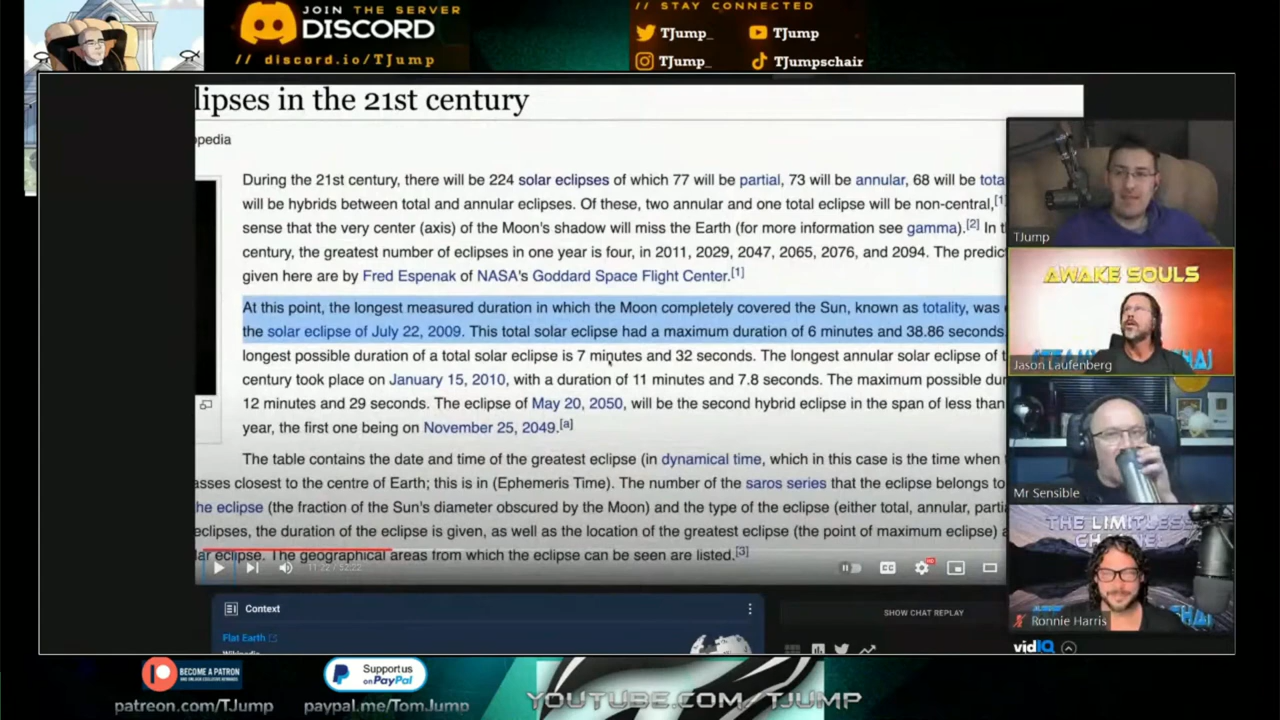 JOIN THE SERVER
DISCORD
// discord.io/TJump
// STAY CONNECTED
TJump_
TJump
TJump_
TJumpschair
lipses in the 21st century
opedia
During the 21st century, there will be 224 solar eclipses of which 77 will be partial, 73 will be annular, 68 will be tota
will be hybrids between total and annular eclipses. Of these, two annular and one total eclipse will be non-central,[1]
sense that the very center (axis) of the Moon's shadow will miss the Earth (for more information see gamma).[2] In t
century, the greatest number of eclipses in one year is four, in 2011, 2029, 2047, 2065, 2076, and 2094. The predic
given here are by Fred Espenak of NASA's Goddard Space Flight Center.[1]
At this point, the longest measured duration in which the Moon completely covered the Sun, known as totality, was
the solar eclipse of July 22, 2009. This total solar eclipse had a maximum duration of 6 minutes and 38.86 seconds.
longest possible duration of a total solar eclipse is 7 minutes and 32 seconds. The longest annular solar eclipse of t
century took place on January 15, 2010, with a duration of 11 minutes and 7.8 seconds. The maximum possible dur
12 minutes and 29 seconds. The eclipse of May 20, 2050, will be the second hybrid eclipse in the span of less than
year, the first one being on November 25, 2049.[a]
The table contains the date and time of the greatest eclipse (in dynamical time, which in this case is the time when
asses closest to the centre of Earth; this is in (Ephemeris Time). The number of the saros series that the eclipse belongs to
he eclipse (the fraction of the Sun's diameter obscured by the Moon) and the type of the eclipse (either total, annular, parti
eclipses, the duration of the eclipse is given, as well as the location of the greatest eclipse (the point of maximum eclipse)
ar eclipse. The geographical areas from which the eclipse can be seen are listed.[3]
11:22 / 52:22
CC
HD
Context
Flat Earth
SHOW CHAT REPLAY
TJump
AWAKE SOULS
Jason Laufenberg
Mr Sensible
THE LIMITLESS
Ronnie Harris
vidIQ
BECOME A PATRON
patreon.com/TJump
Support us
on PayPal
paypal.me/TomJump
YOUTUBE.COM/TJUMP